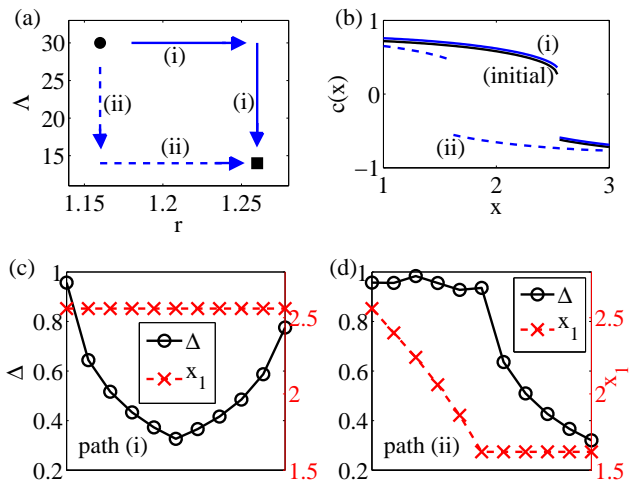 (a)
30
25
20
15
Λ
(i)
(ii)
(i)
(ii)
1.15
1.2
1.25
r
(b)
1
0
−1
c(x)
(i)
(initial)
(ii)
1
2
3
x
(c)
1
0.8
0.6
0.4
0.2
Δ
2.5
2
1.5
Δ
x₁
path (i)
(d)
1
0.8
0.6
0.4
0.2
2.5
2
1.5
x₁
Δ
x₁
path (ii)